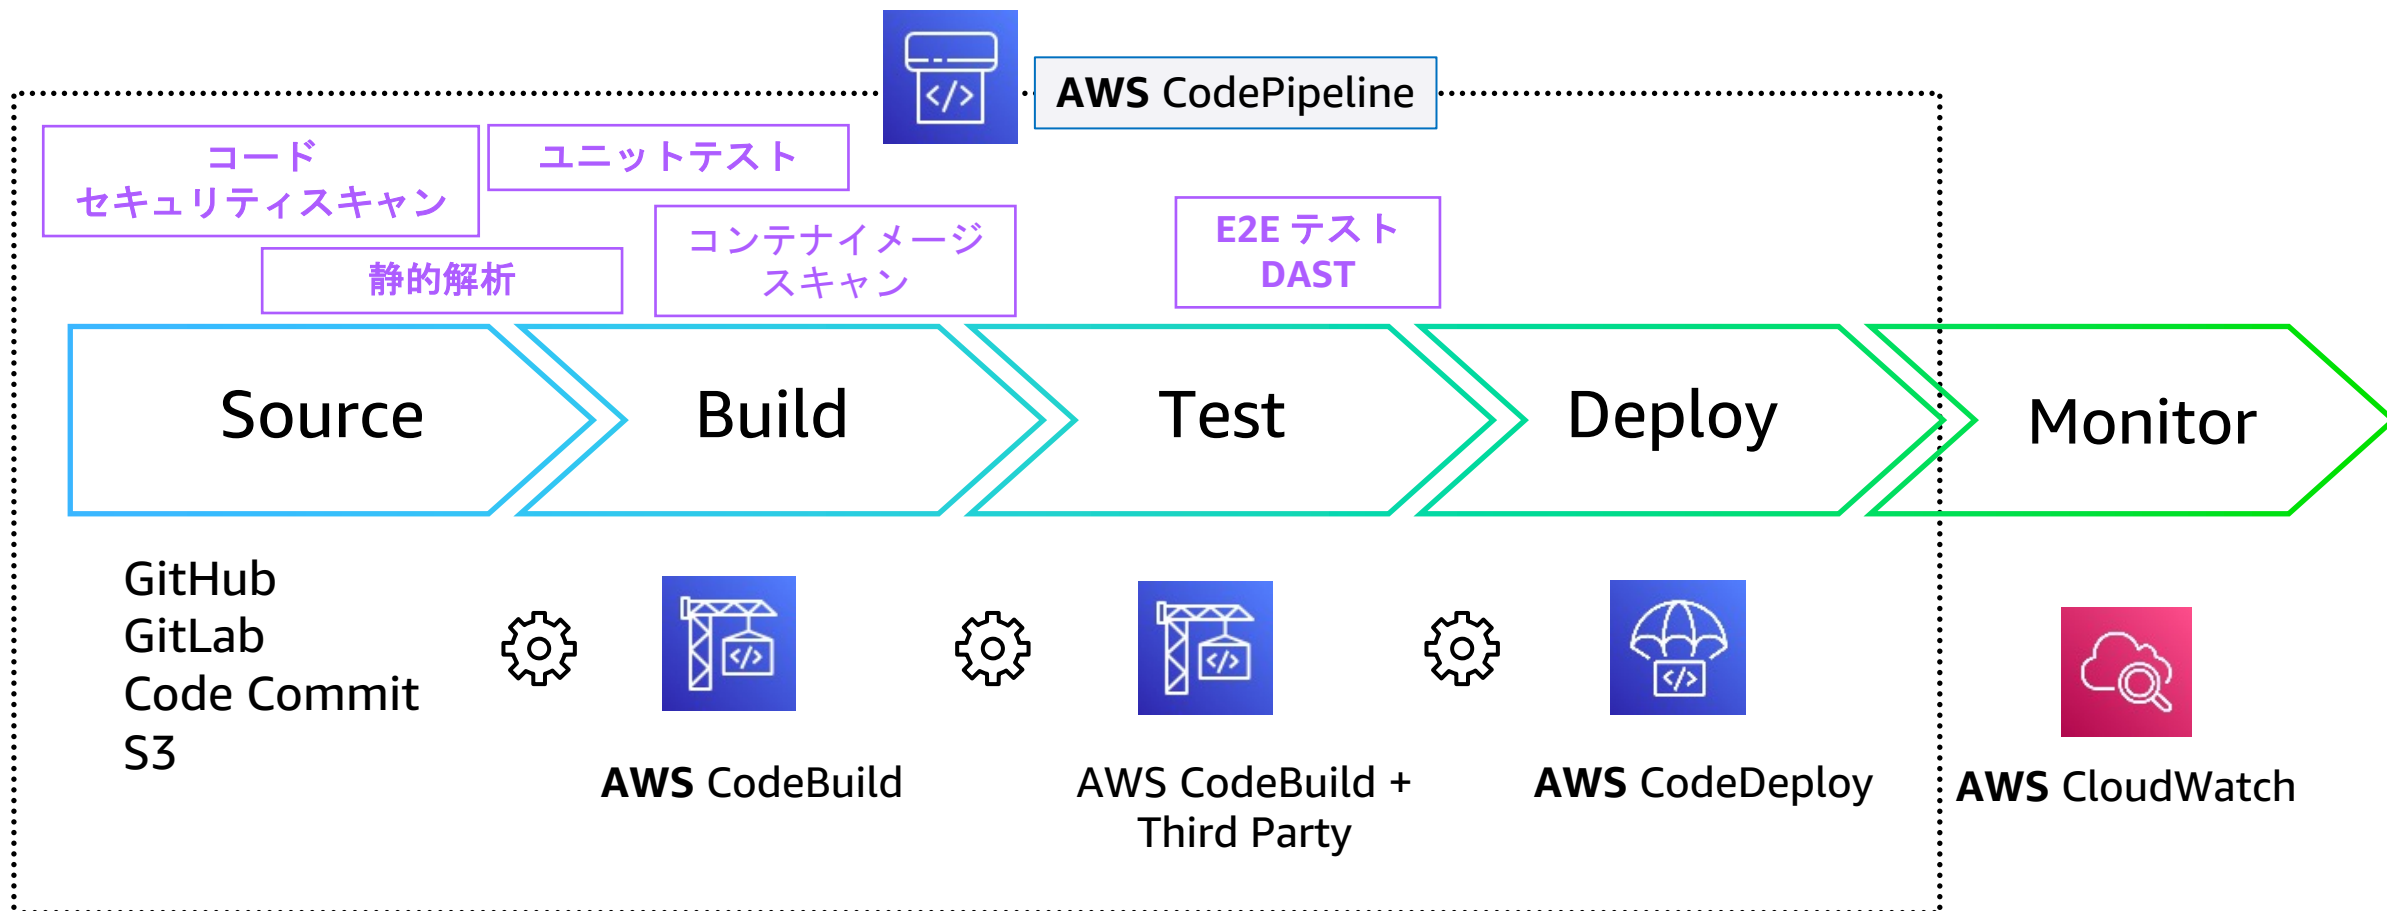 AWS CodePipeline
コード
セキュリティスキャン
ユニットテスト
静的解析
コンテナイメージ
スキャン
E2E テスト
DAST
Source
Build
Test
Deploy
Monitor
GitHub
GitLab
Code Commit
S3
AWS CodeBuild
AWS CodeBuild +
Third Party
AWS CodeDeploy
AWS CloudWatch